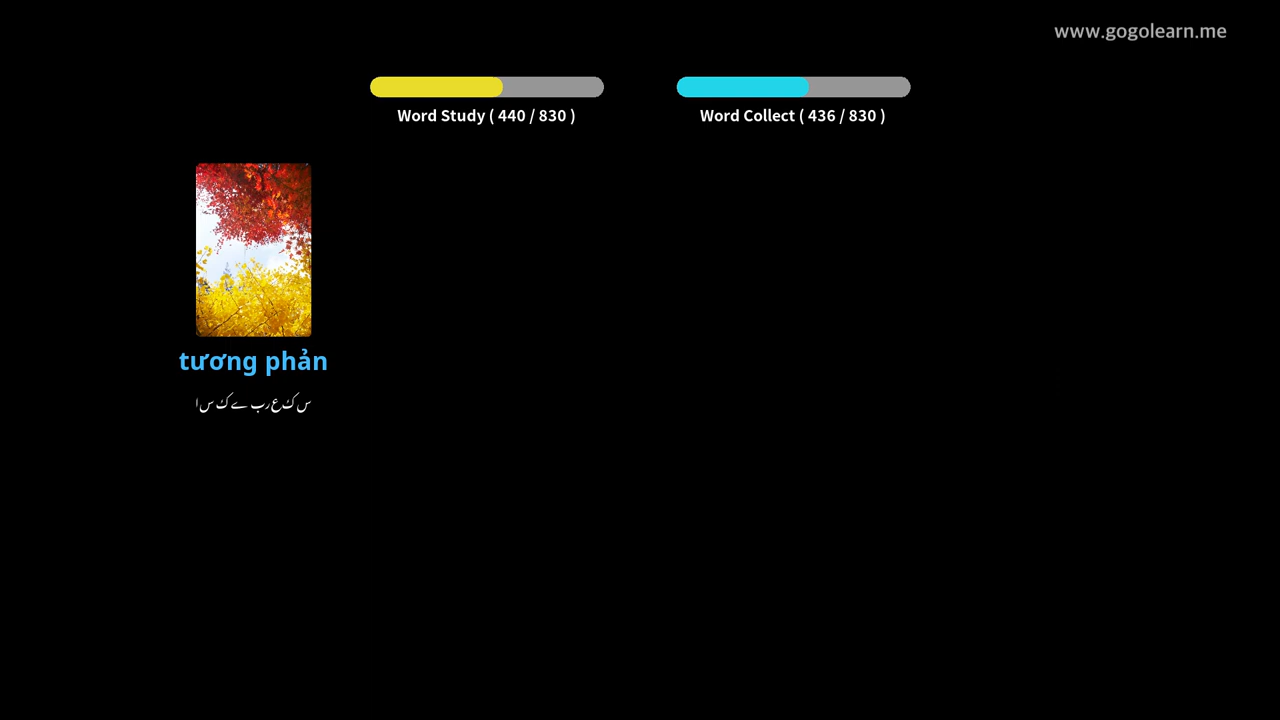 www.gogolearn.me
Word Study ( 440 / 830 )
Word Collect ( 436 / 830 )
tương phản
س ک ع ر ب ے ک س ا